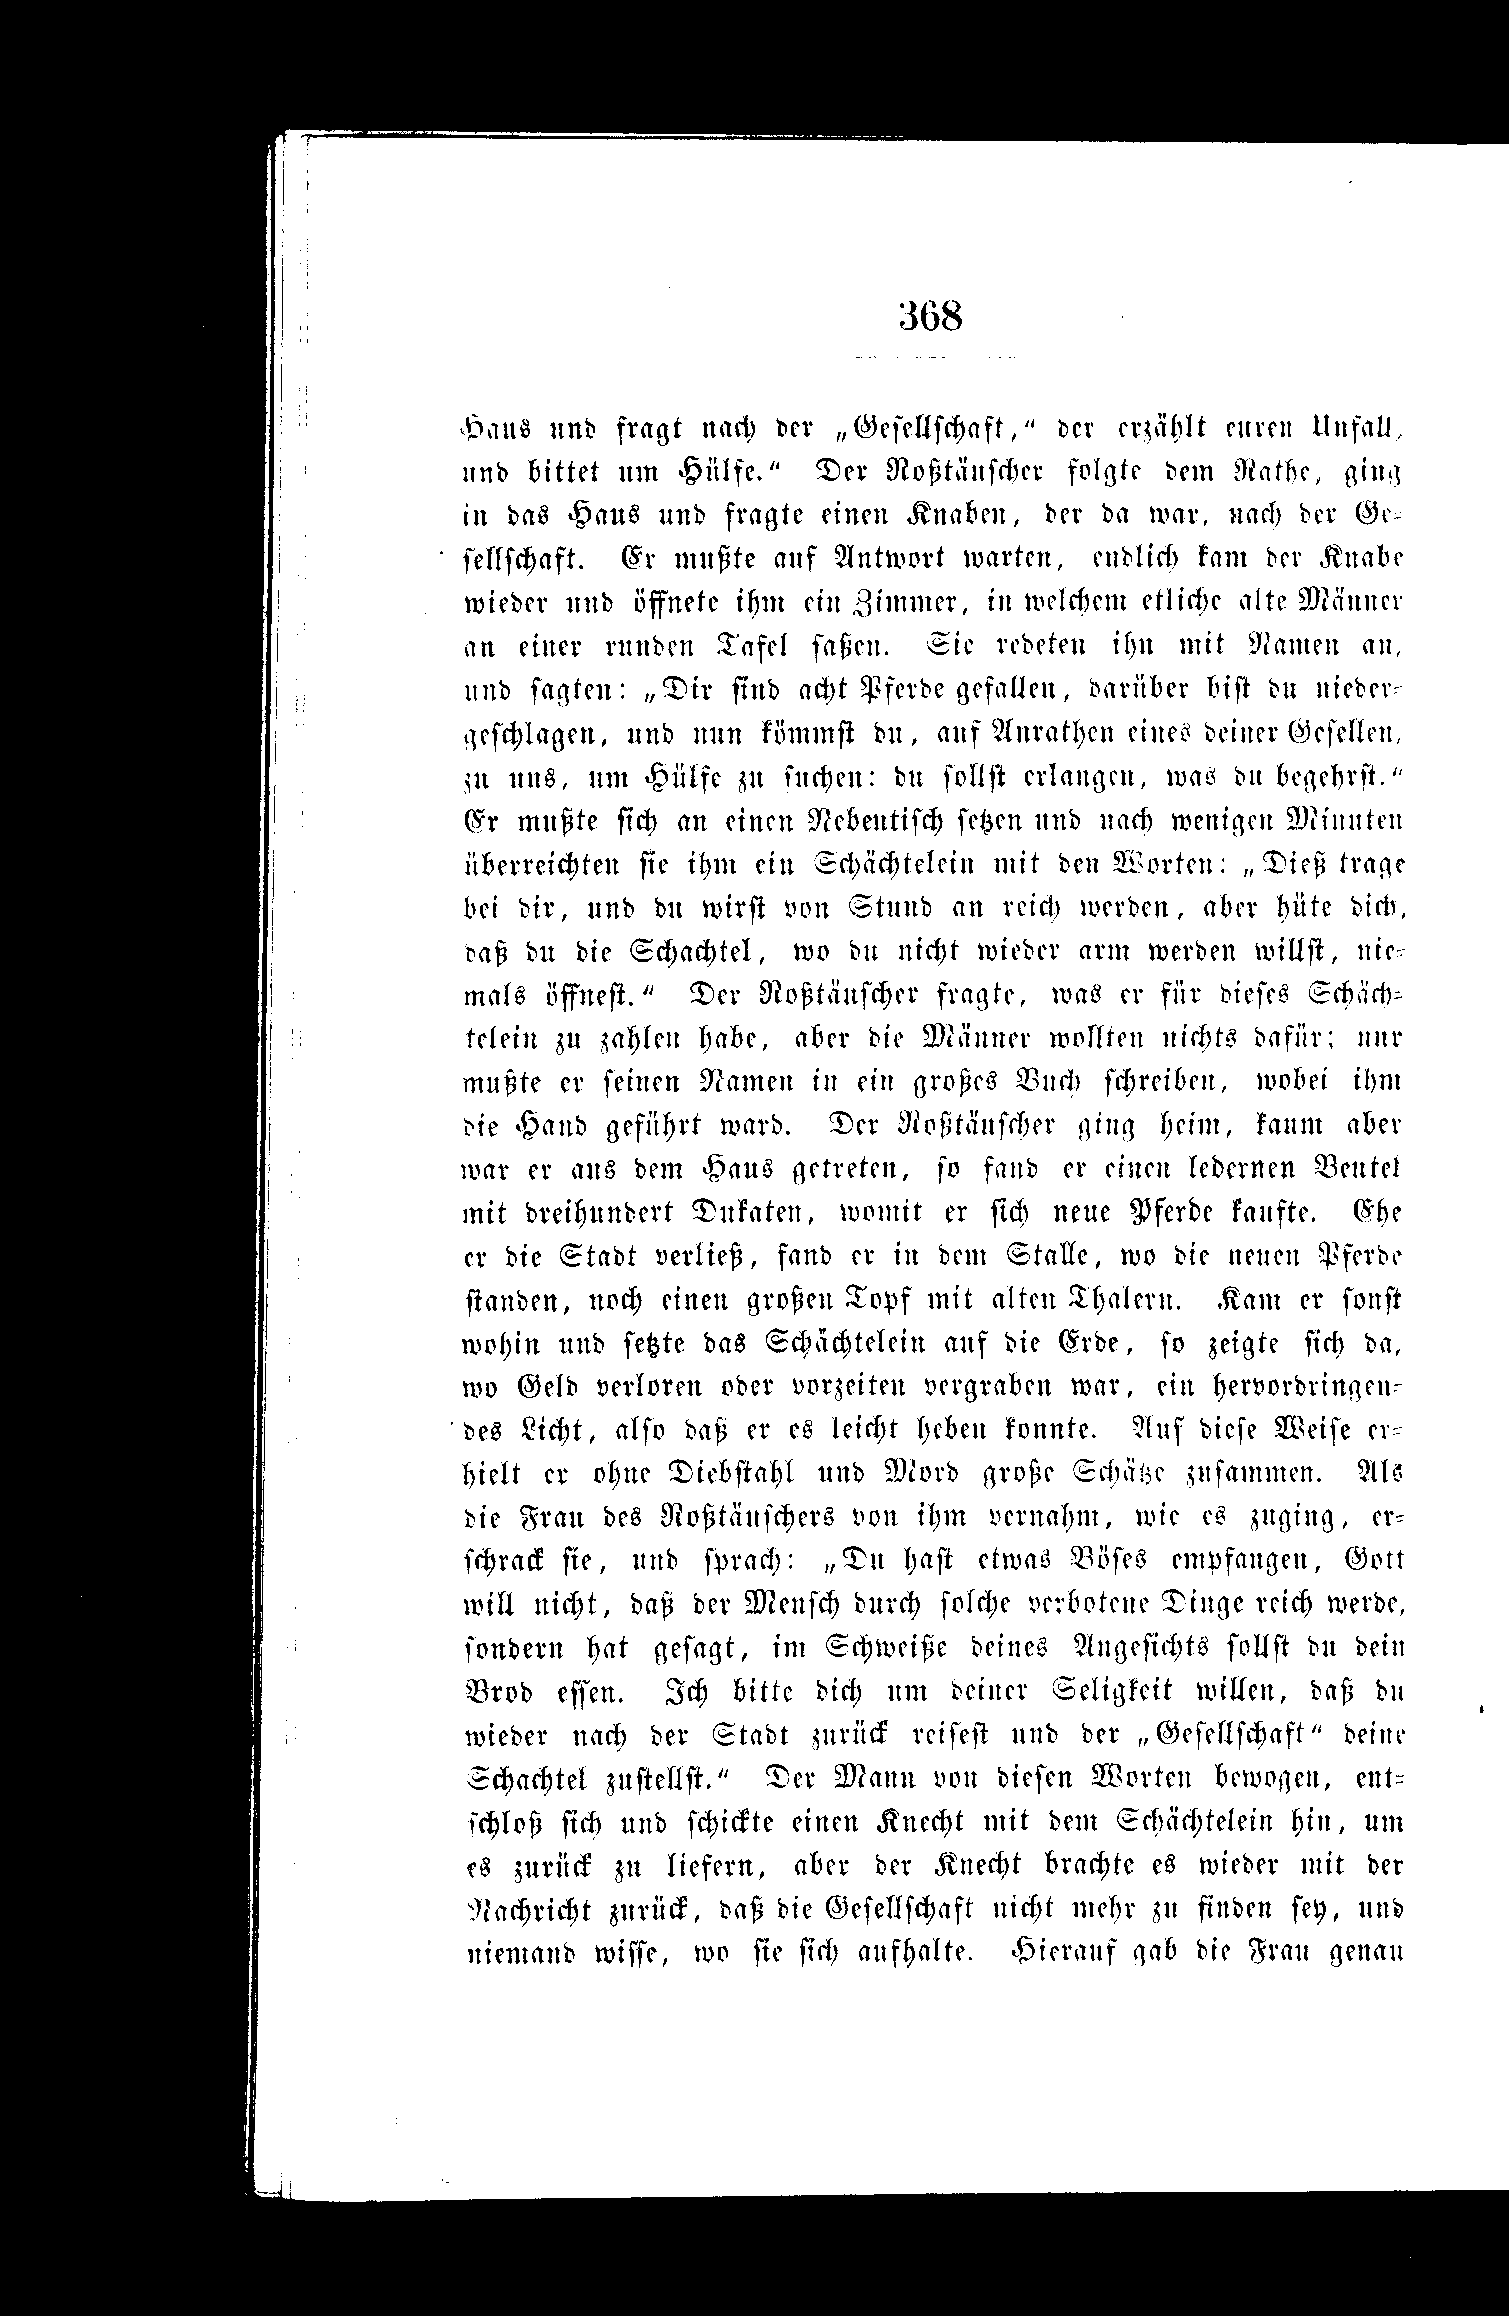 368
Haus und fragt nach der „Gesellschaft,“ der erzählt euren Unfall,
und bittet um Hülfe.“ Der Roßtäuscher folgte dem Rathe, ging
in das Haus und fragte einen Knaben, der da war, nach der Ge-
sellschaft. Er mußte auf Antwort warten, endlich kam der Knabe
wieder und öffnete ihm ein Zimmer, in welchem etliche alte Männer
an einer runden Tafel saßen. Sie redeten ihn mit Namen an,
und sagten: „Dir sind acht Pferde gefallen, darüber bist du nieder-
geschlagen, und nun kömmst du, auf Anrathen eines deiner Gesellen,
zu uns, um Hülfe zu suchen: du sollst erlangen, was du begehrst.“
Er mußte sich an einen Nebentisch setzen und nach wenigen Minuten
überreichten sie ihm ein Schächtelein mit den Worten: „Dieß trage
bei dir, und du wirst von Stund an reich werden, aber hüte dich,
daß du die Schachtel, wo du nicht wieder arm werden willst, nie-
mals öffnest.“ Der Roßtäuscher fragte, was er für dieses Schäch-
telein zu zahlen habe, aber die Männer wollten nichts dafür; nur
mußte er seinen Namen in ein großes Buch schreiben, wobei ihm
die Hand geführt ward. Der Roßtäuscher ging heim, kaum aber
war er aus dem Haus getreten, so fand er einen ledernen Beutel
mit dreihundert Dukaten, womit er sich neue Pferde kaufte. Ehe
er die Stadt verließ, fand er in dem Stalle, wo die neuen Pferde
standen, noch einen großen Topf mit alten Thalern. Kam er sonst
wohin und setzte das Schächtelein auf die Erde, so zeigte sich da,
wo Geld verloren oder vorzeiten vergraben war, ein hervordringen-
des Licht, also daß er es leicht heben konnte. Auf diese Weise er-
hielt er ohne Diebstahl und Mord große Schätze zusammen. Als
die Frau des Roßtäuschers von ihm vernahm, wie es zuging, er-
schrack sie, und sprach: „Du hast etwas Böses empfangen, Gott
will nicht, daß der Mensch durch solche verbotene Dinge reich werde,
sondern hat gesagt, im Schweiße deines Angesichts sollst du dein
Brod essen. Ich bitte dich um deiner Seligkeit willen, daß du
wieder nach der Stadt zurück reisest und der „Gesellschaft“ deine
Schachtel zustellst.“ Der Mann von diesen Worten bewogen, ent-
schloß sich und schickte einen Knecht mit dem Schächtelein hin, um
es zurück zu liefern, aber der Knecht brachte es wieder mit der
Nachricht zurück, daß die Gesellschaft nicht mehr zu finden sey, und
niemand wisse, wo sie sich aufhalte. Hierauf gab die Frau genau